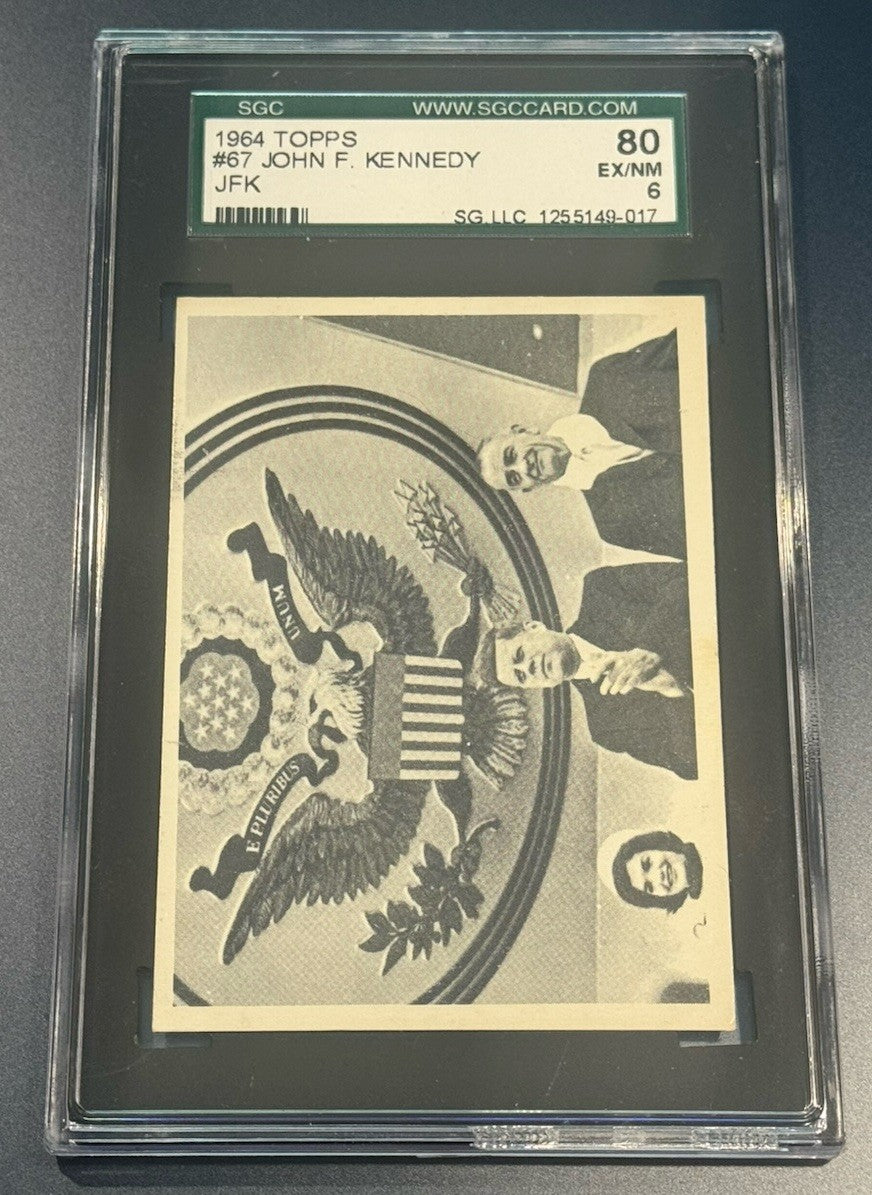 SGC WWW.SGCCARD.COM
1964 TOPPS 80
#67 JOHN F. KENNEDY EX/NM
JFK 6
SG,LLC 1255149-017
E PLURIBUS
UNUM